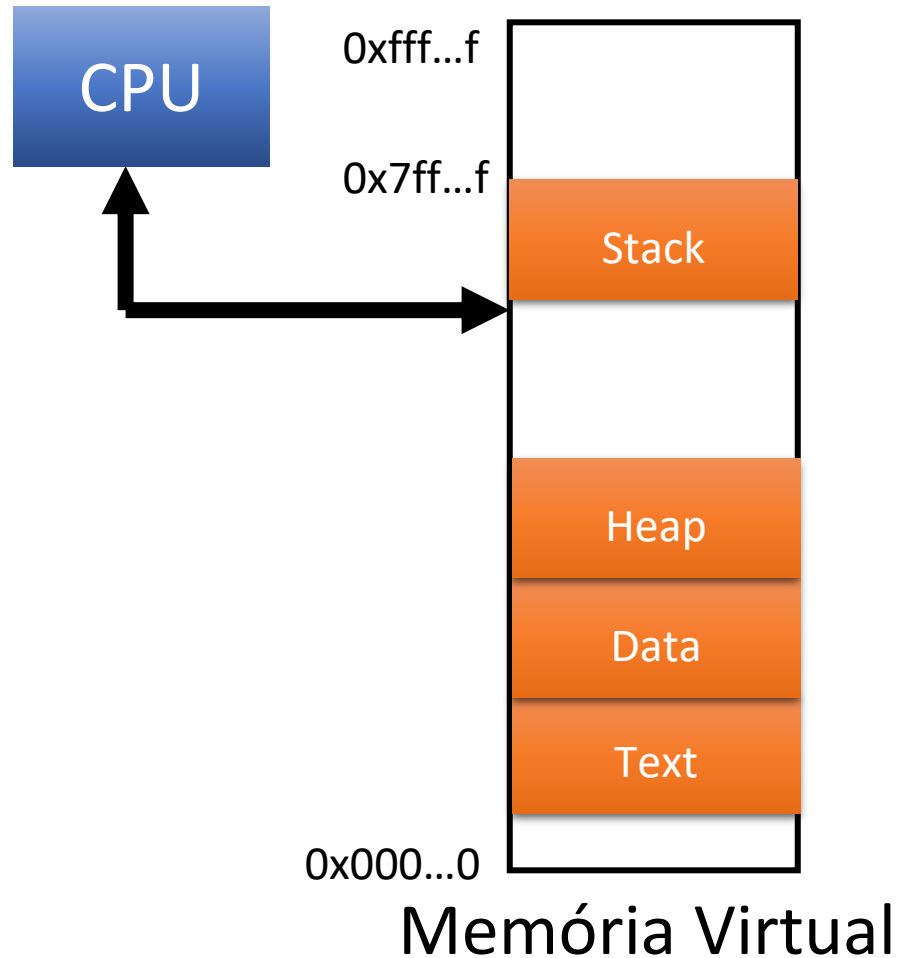 CPU
0xfff…f
0x7ff…f
Stack
Heap
Data
Text
0x000…0
Memória Virtual